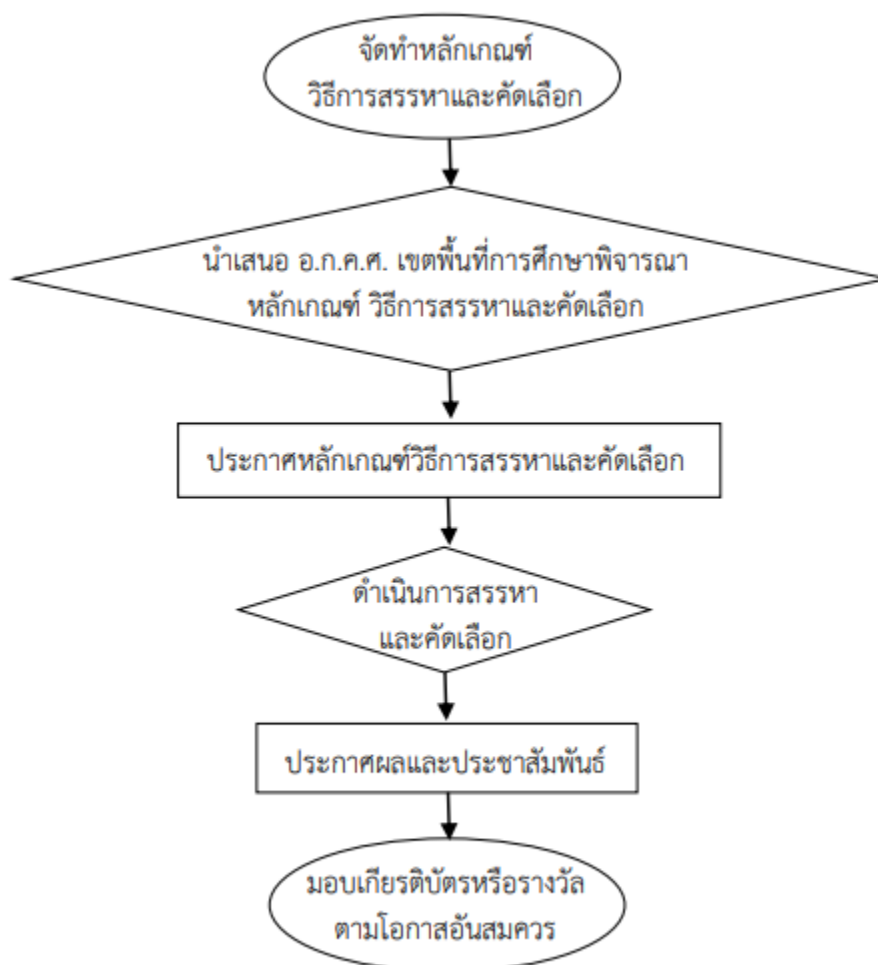 จัดทำหลักเกณฑ์
วิธีการสรรหาและคัดเลือก
นำเสนอ อ.ก.ค.ศ. เขตพื้นที่การศึกษาพิจารณา
หลักเกณฑ์ วิธีการสรรหาและคัดเลือก
ประกาศหลักเกณฑ์วิธีการสรรหาและคัดเลือก
ดำเนินการสรรหา
และคัดเลือก
ประกาศผลและประชาสัมพันธ์
มอบเกียรติบัตรหรือรางวัล
ตามโอกาสอันสมควร